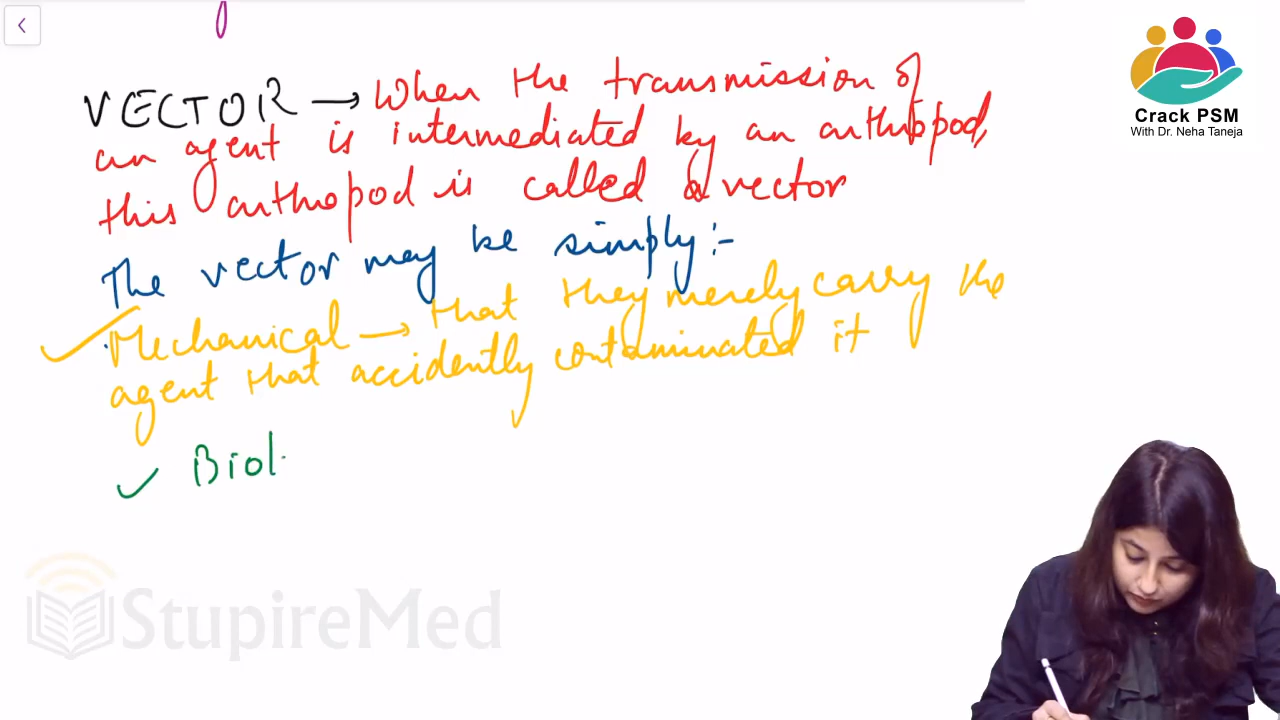 VECTOR → When the transmission of
an agent is intermediated by an arthropod,
this arthropod is called a vector
The vector may be simply :-
Mechanical → that they merely carry the
agent that accidently contaminated it
✓ Biol
Crack PSM
With Dr. Neha Taneja
StupireMed